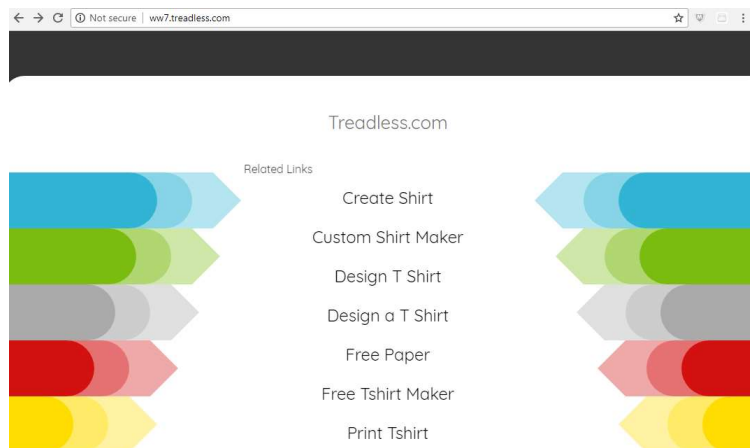 Not secure | ww7.treadless.com
Treadless.com
Related Links
Create Shirt
Custom Shirt Maker
Design T Shirt
Design a T Shirt
Free Paper
Free Tshirt Maker
Print Tshirt